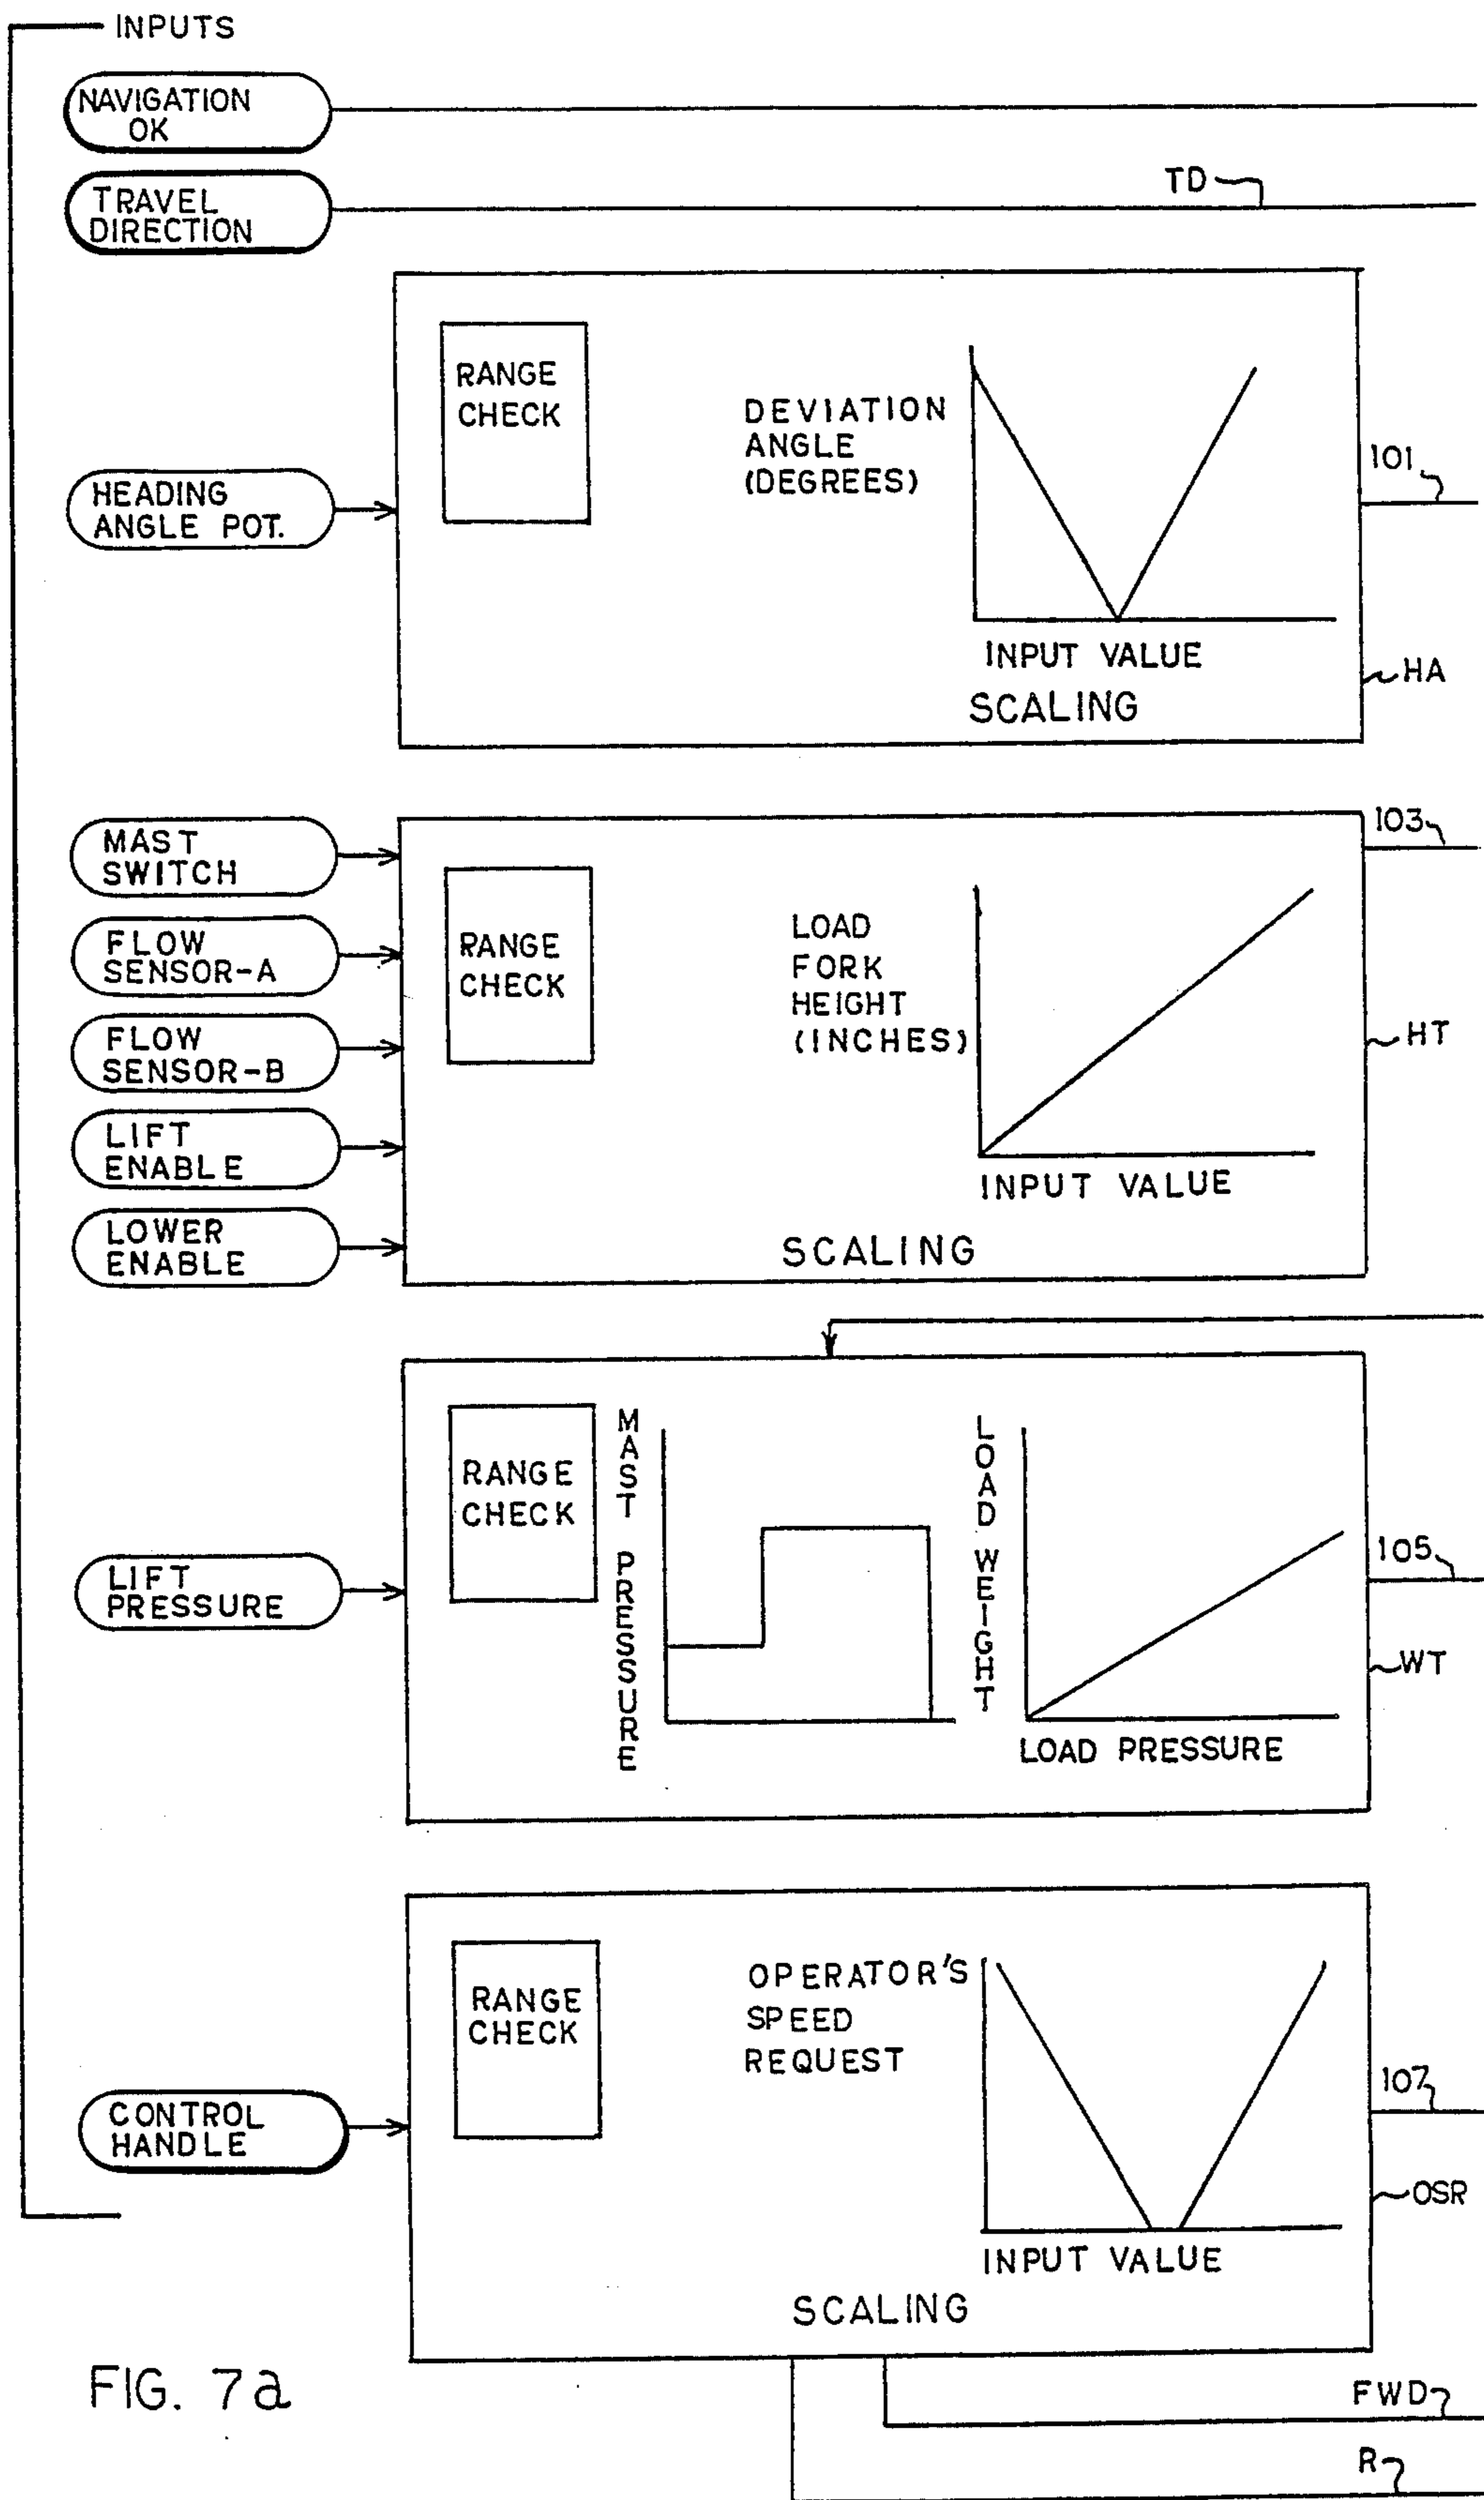 INPUTS
NAVIGATION
OK
TRAVEL
DIRECTION
TD
RANGE
CHECK
DEVIATION
ANGLE
(DEGREES)
INPUT VALUE
SCALING
HEADING
ANGLE POT.
101
HA
MAST
SWITCH
FLOW
SENSOR-A
FLOW
SENSOR-B
LIFT
ENABLE
LOWER
ENABLE
RANGE
CHECK
LOAD
FORK
HEIGHT
(INCHES)
INPUT VALUE
SCALING
103
HT
LIFT
PRESSURE
RANGE
CHECK
MAST PRESSURE
LOAD WEIGHT
LOAD PRESSURE
105
WT
CONTROL
HANDLE
RANGE
CHECK
OPERATOR'S
SPEED
REQUEST
INPUT VALUE
SCALING
107
OSR
FWD
R
FIG. 7a